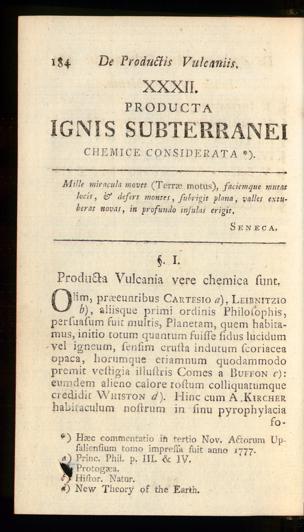 184 De Productis Vulcaniis.
XXXII.
PRODUCTA
IGNIS SUBTERRANEI
CHEMICE CONSIDERATA *).
Mille miracula movet (Terræ motus), faciemque mutat
locis, & defert montes, subrigit plana, valles extu-
berat novas, in profundo insulas erigit.
SENECA.
§. I.
Producta Vulcania vere chemica sunt.
Olim, præeuntibus CARTESIO a), LEIBNITZIO
b), aliisque primi ordinis Philosophis,
persuasum fuit multis, Planetam, quem habita-
mus, initio totum quantum fuisse sidus lucidum
vel igneum, sensim crusta indutum scoriacea
opaca, horumque etiamnum quodammodo
premit vestigia illustris Comes a BUFFON c):
eumdem alieno calore tostum colliquatumque
credidit WHISTON d). Hinc cum A. KIRCHER
habitaculum nostrum in sinu pyrophylacia
fo-
*) Hæc commentatio in tertio Nov. Actorum Up-
saliensium tomo impressa fuit anno 1777.
a) Princ. Phil. p. III. & IV.
b) Protogæa.
c) Histor. Natur.
d) New Theory of the Earth.